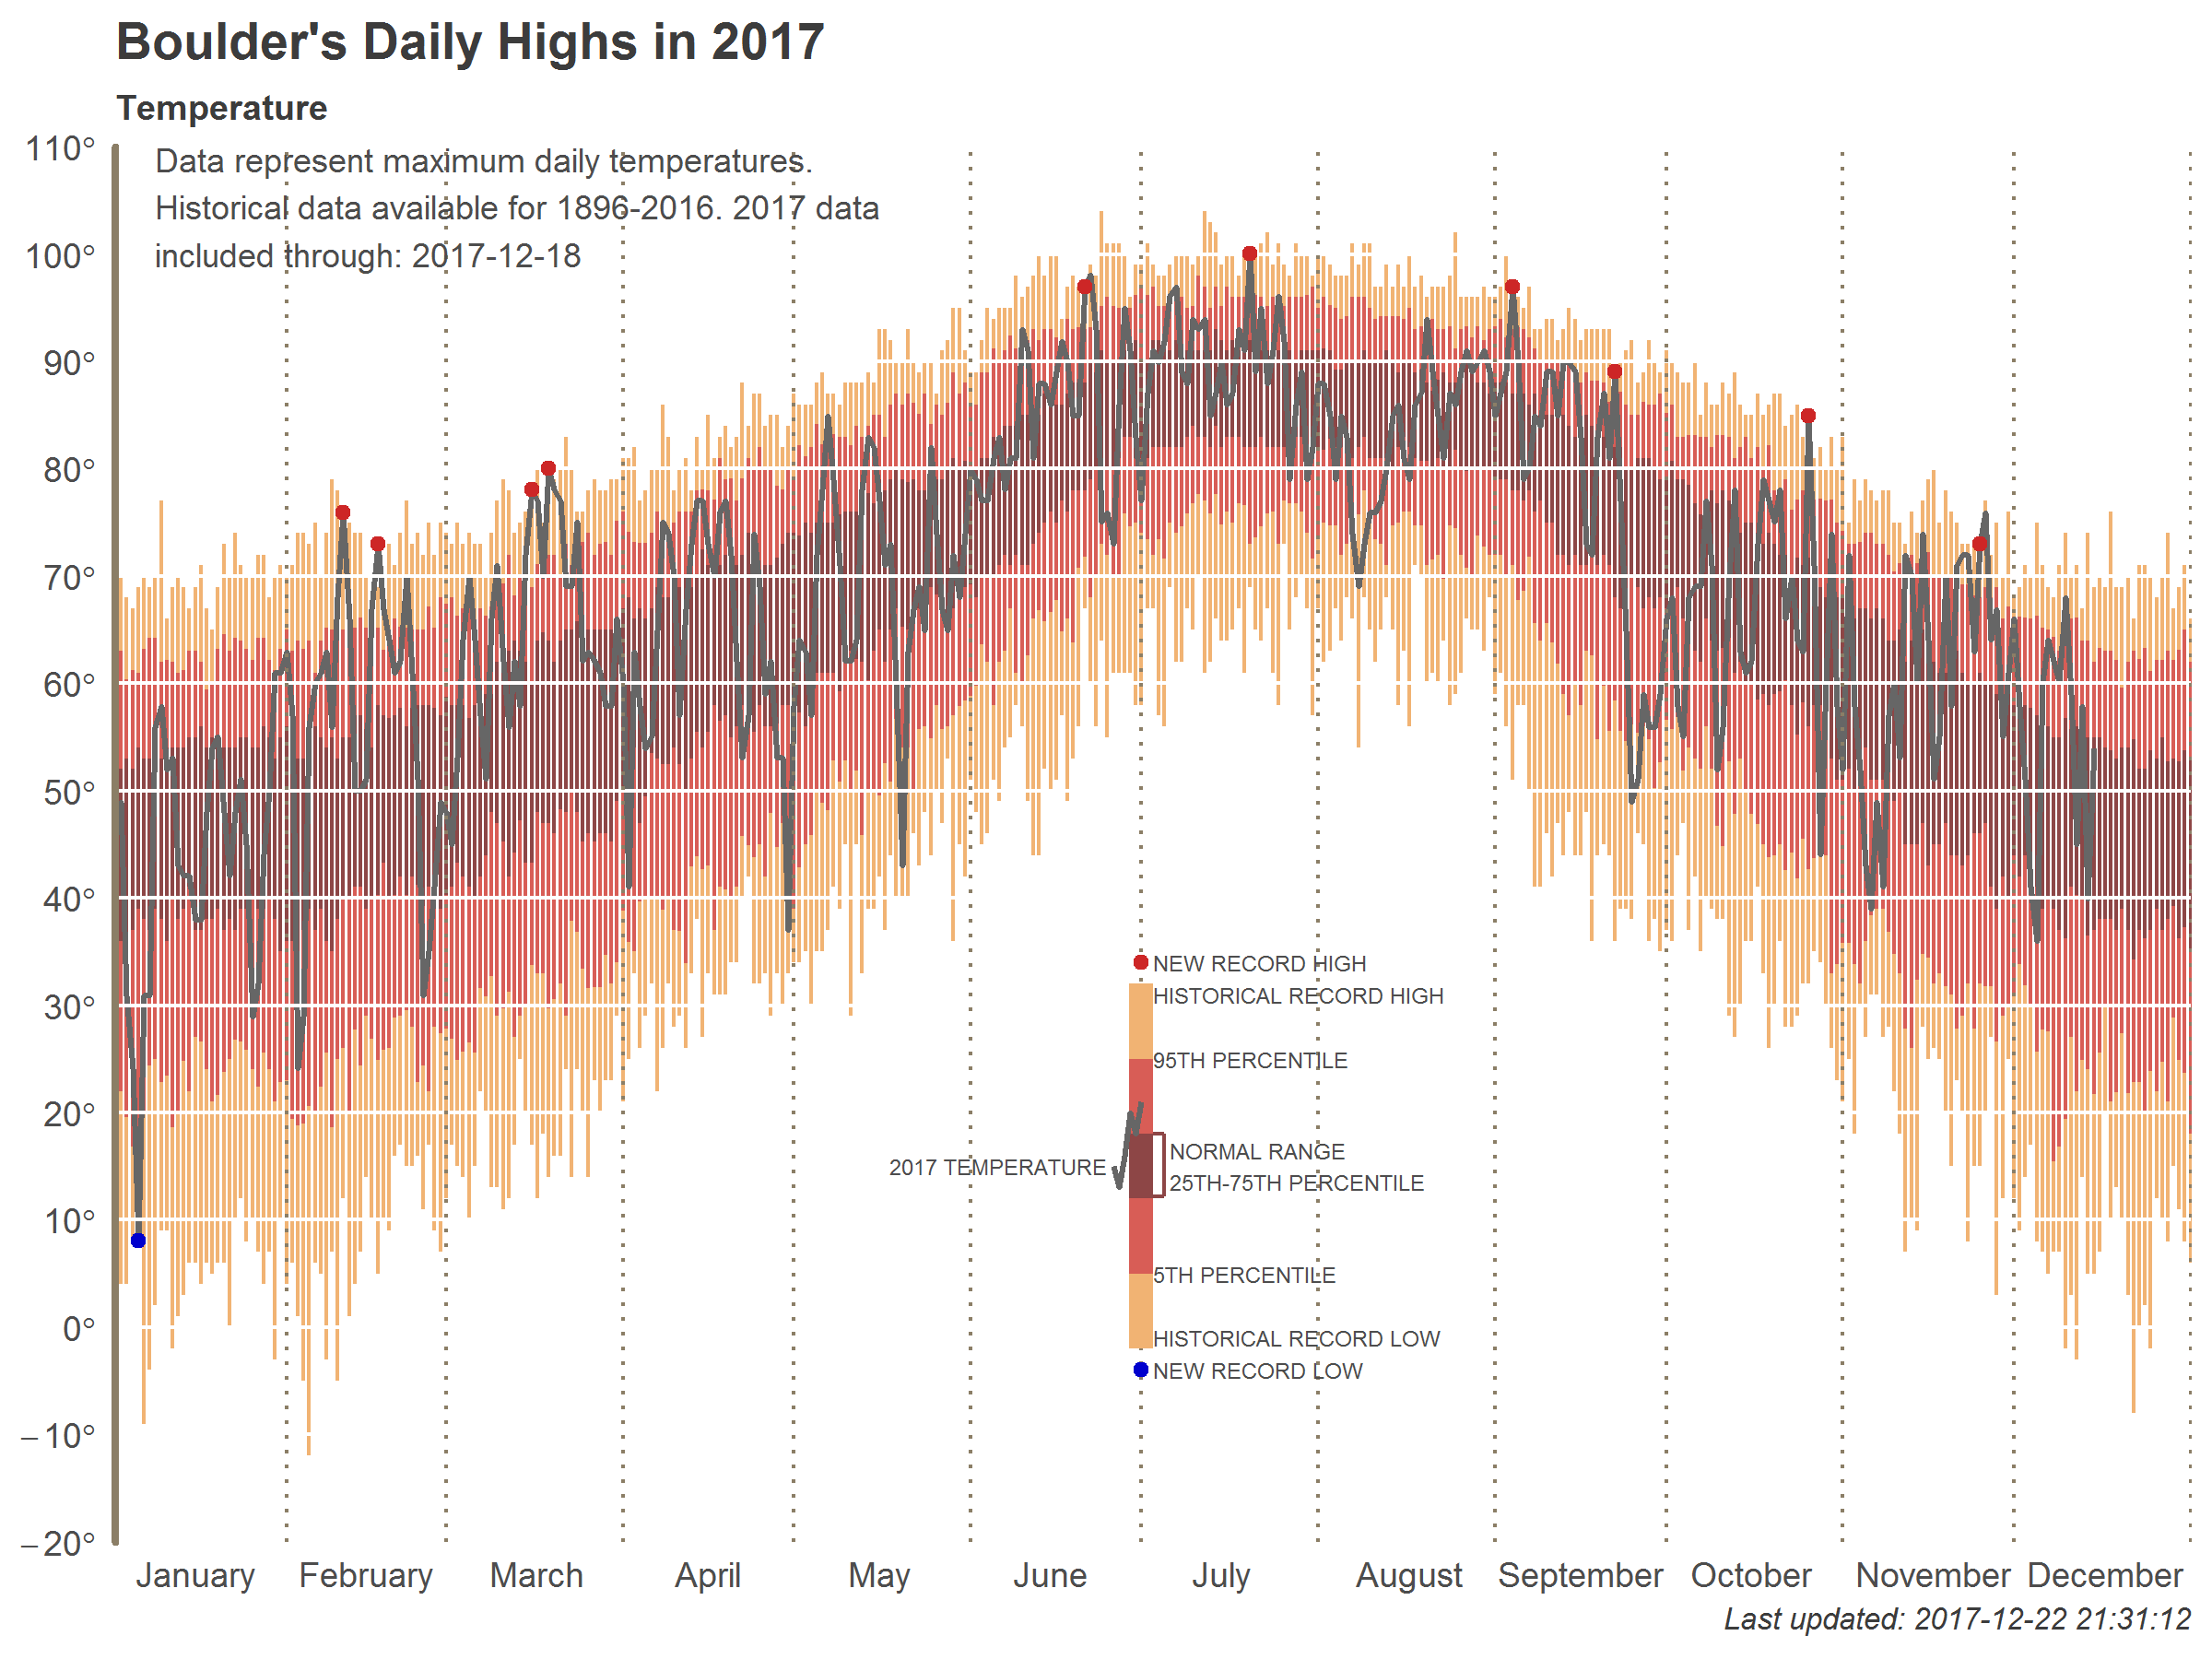 Boulder's Daily Highs in 2017
Temperature
Data represent maximum daily temperatures.
Historical data available for 1896-2016. 2017 data
included through: 2017-12-18
110°
100°
90°
80°
70°
60°
50°
40°
30°
20°
10°
0°
−10°
−20°
NEW RECORD HIGH
HISTORICAL RECORD HIGH
95TH PERCENTILE
NORMAL RANGE
2017 TEMPERATURE
25TH-75TH PERCENTILE
5TH PERCENTILE
HISTORICAL RECORD LOW
NEW RECORD LOW
January February March April May June July August September October November December
Last updated: 2017-12-22 21:31:12